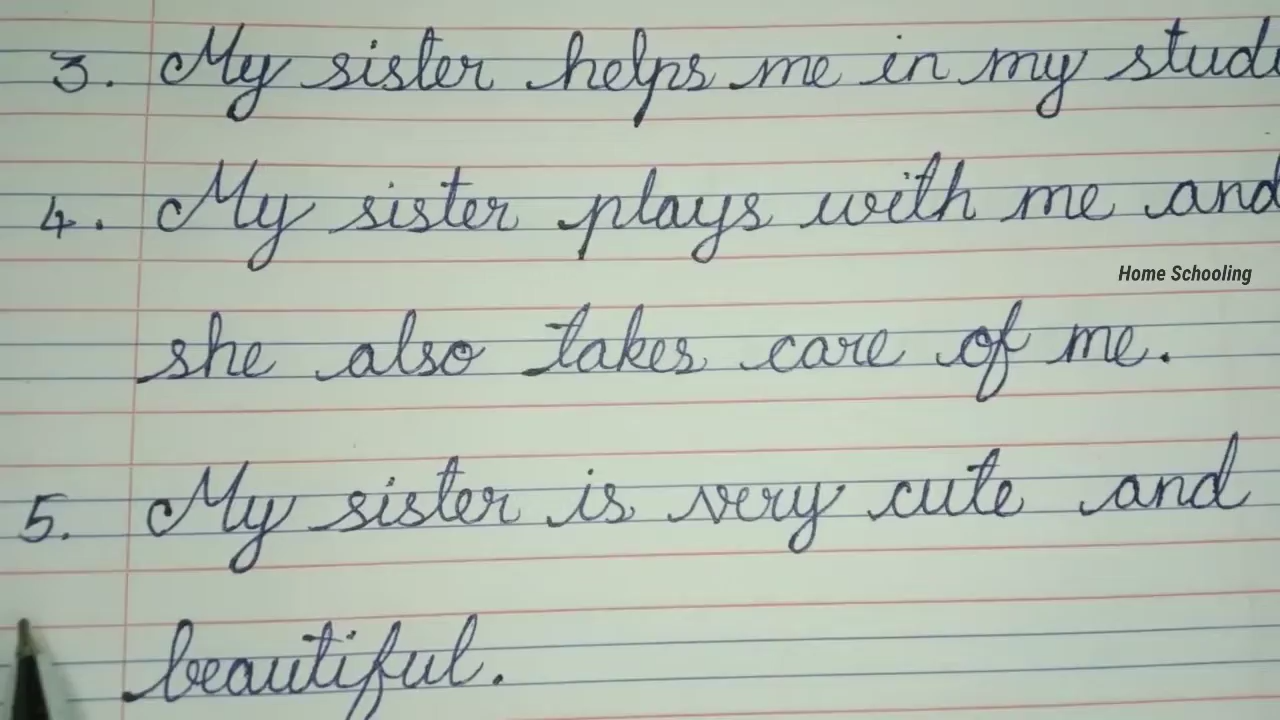 3. My sister helps me in my stud
4. My sister plays with me and
Home Schooling
she also takes care of me.
5. My sister is very cute and
beautiful.